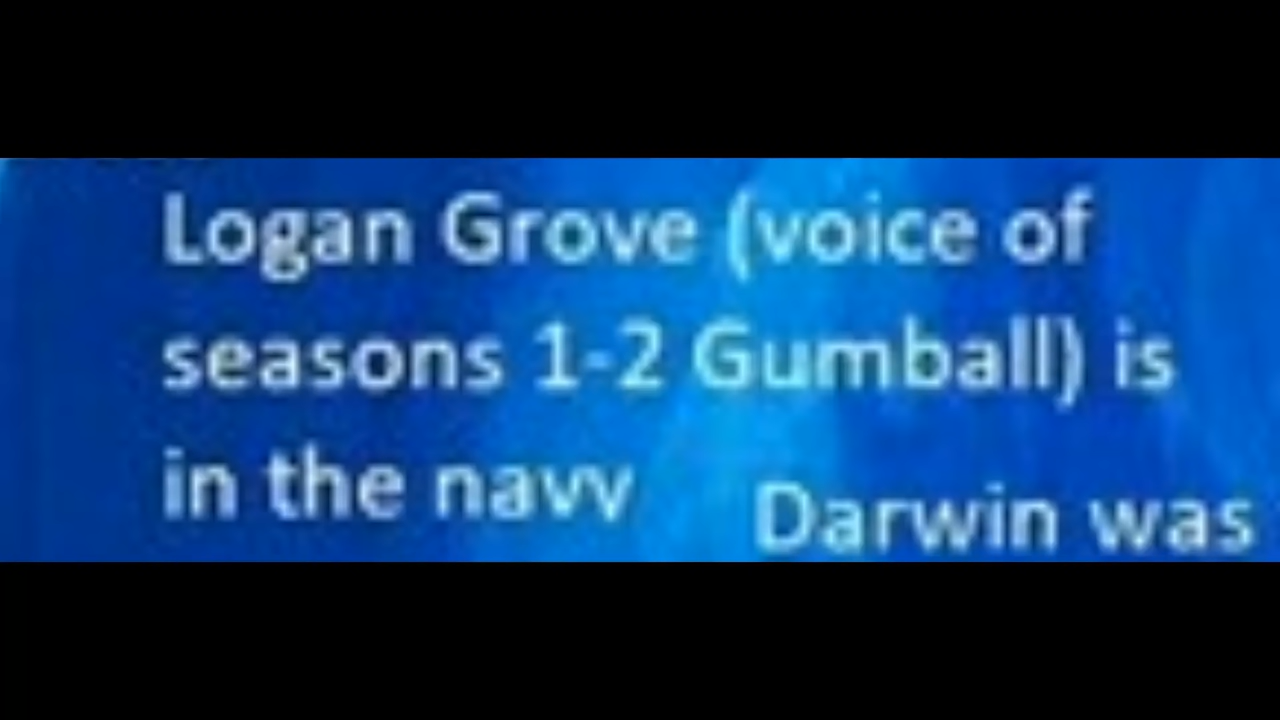 Logan Grove (voice of
seasons 1-2 Gumball) is
in the navy
Darwin was